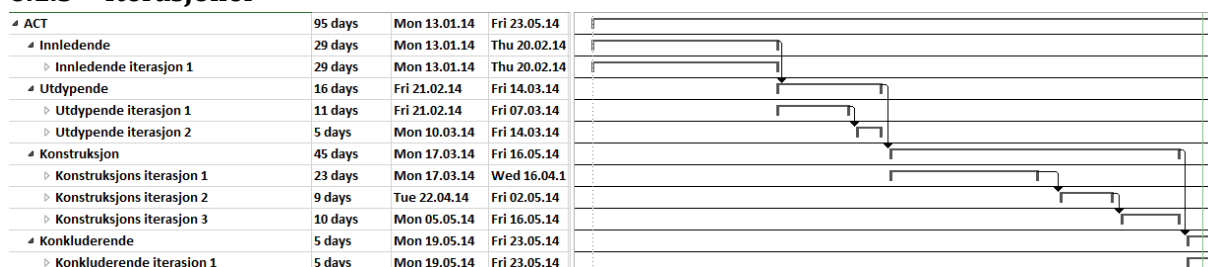 ACT 95 days Mon 13.01.14 Fri 23.05.14
Innledende 29 days Mon 13.01.14 Thu 20.02.14
Innledende iterasjon 1 29 days Mon 13.01.14 Thu 20.02.14
Utdypende 16 days Fri 21.02.14 Fri 14.03.14
Utdypende iterasjon 1 11 days Fri 21.02.14 Fri 07.03.14
Utdypende iterasjon 2 5 days Mon 10.03.14 Fri 14.03.14
Konstruksjon 45 days Mon 17.03.14 Fri 16.05.14
Konstruksjons iterasjon 1 23 days Mon 17.03.14 Wed 16.04.1
Konstruksjons iterasjon 2 9 days Tue 22.04.14 Fri 02.05.14
Konstruksjons iterasjon 3 10 days Mon 05.05.14 Fri 16.05.14
Konkluderende 5 days Mon 19.05.14 Fri 23.05.14
Konkluderende iterasjon 1 5 days Mon 19.05.14 Fri 23.05.14